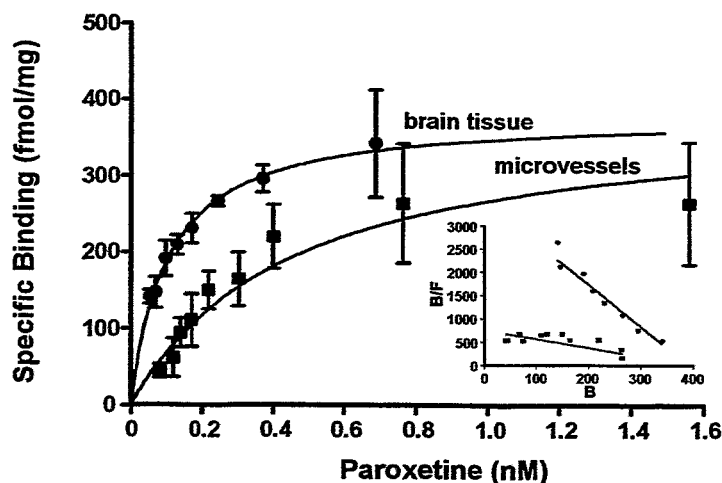 500
400
300
200
100
0
Specific Binding (fmol/mg)
brain tissue
microvessels
3000
2500
2000
1500
1000
500
0
B/F
0 100 200 300 400
B
0 0.2 0.4 0.6 0.8 1.0 1.2 1.4 1.6
Paroxetine (nM)